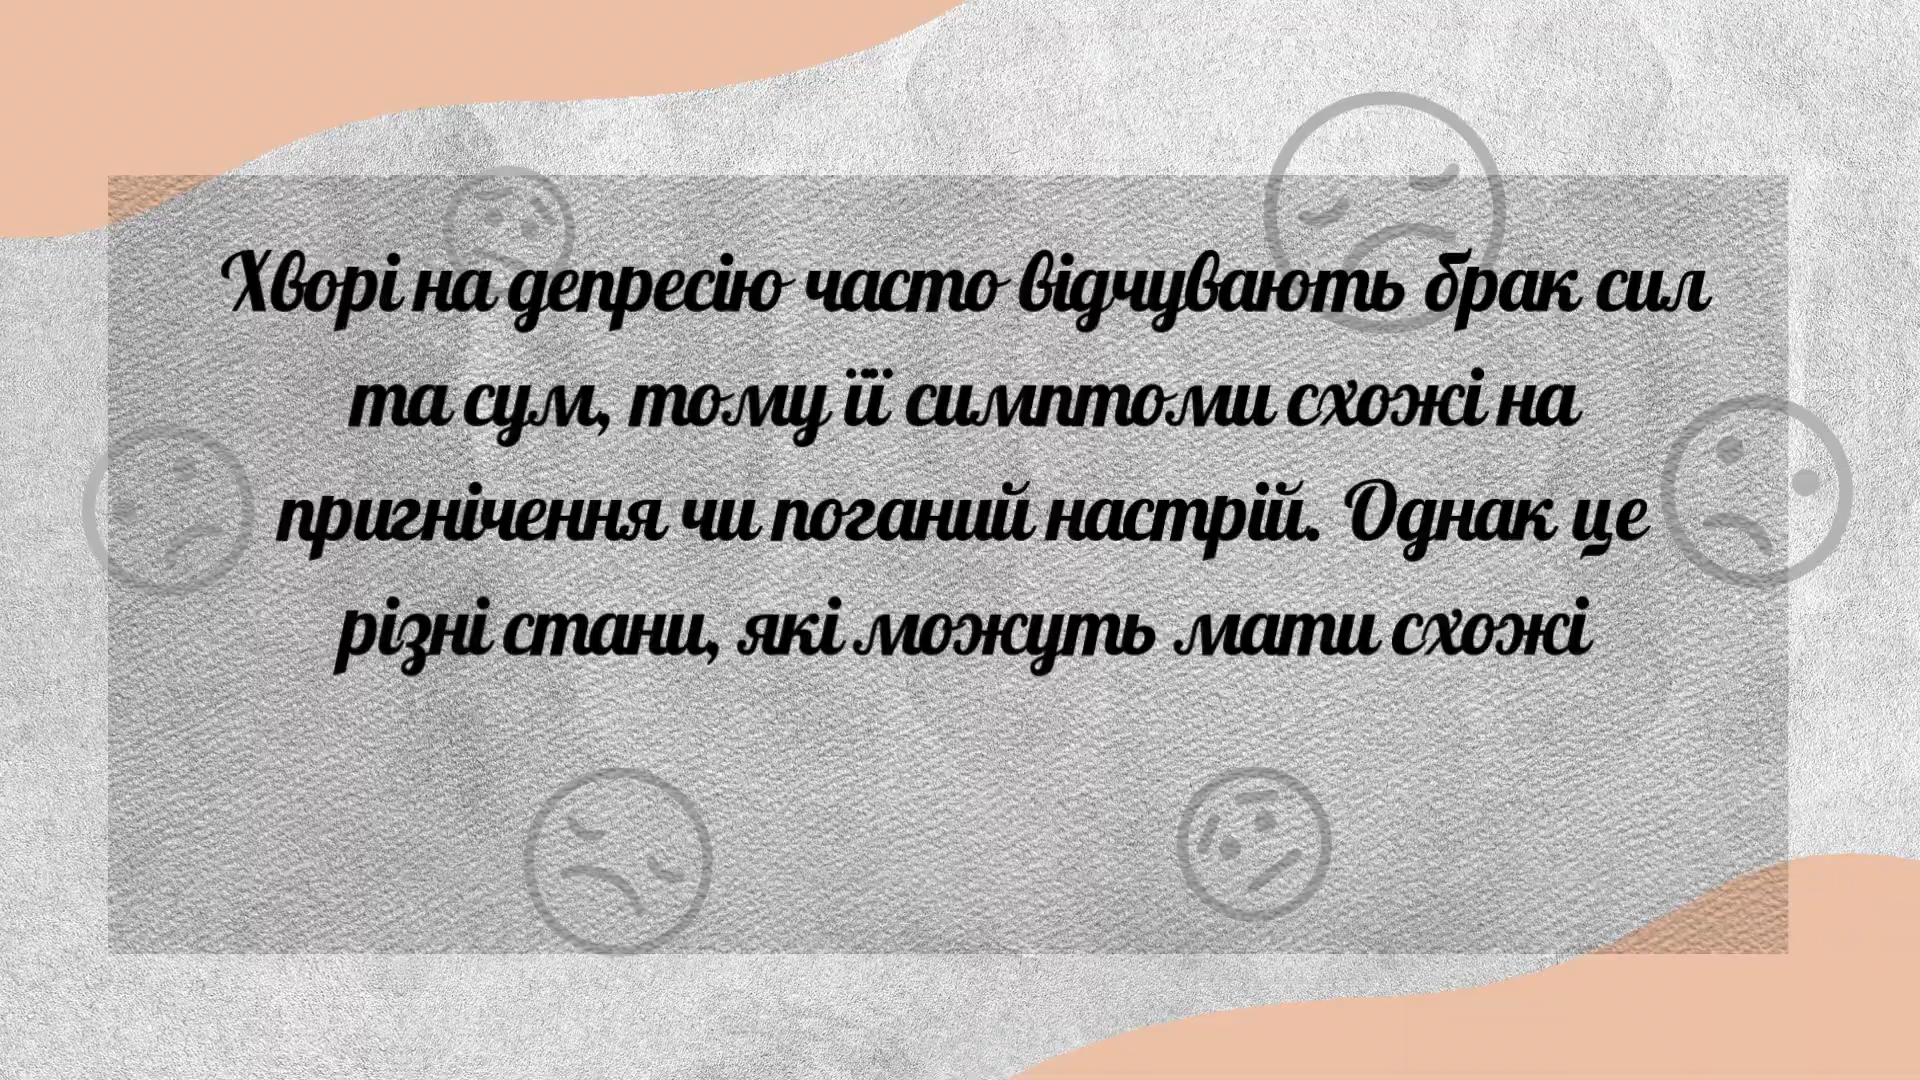 Хворі на депресію часто відчувають брак сил
та сум, тому її симптоми схожі на
пригнічення чи поганий настрій. Однак це
різні стани, які можуть мати схожі